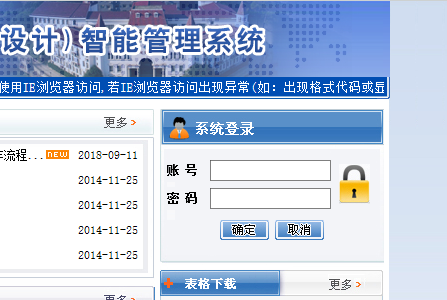 设计)智能管理系统
使用IE浏览器访问,若IE浏览器访问出现异常(如：出现格式代码或显
更多>
系统登录
流程...new 2018-09-11
2014-11-25
2014-11-25
2014-11-25
2014-11-25
账 号
密 码
确定 取消
表格下载 更多>
更多>